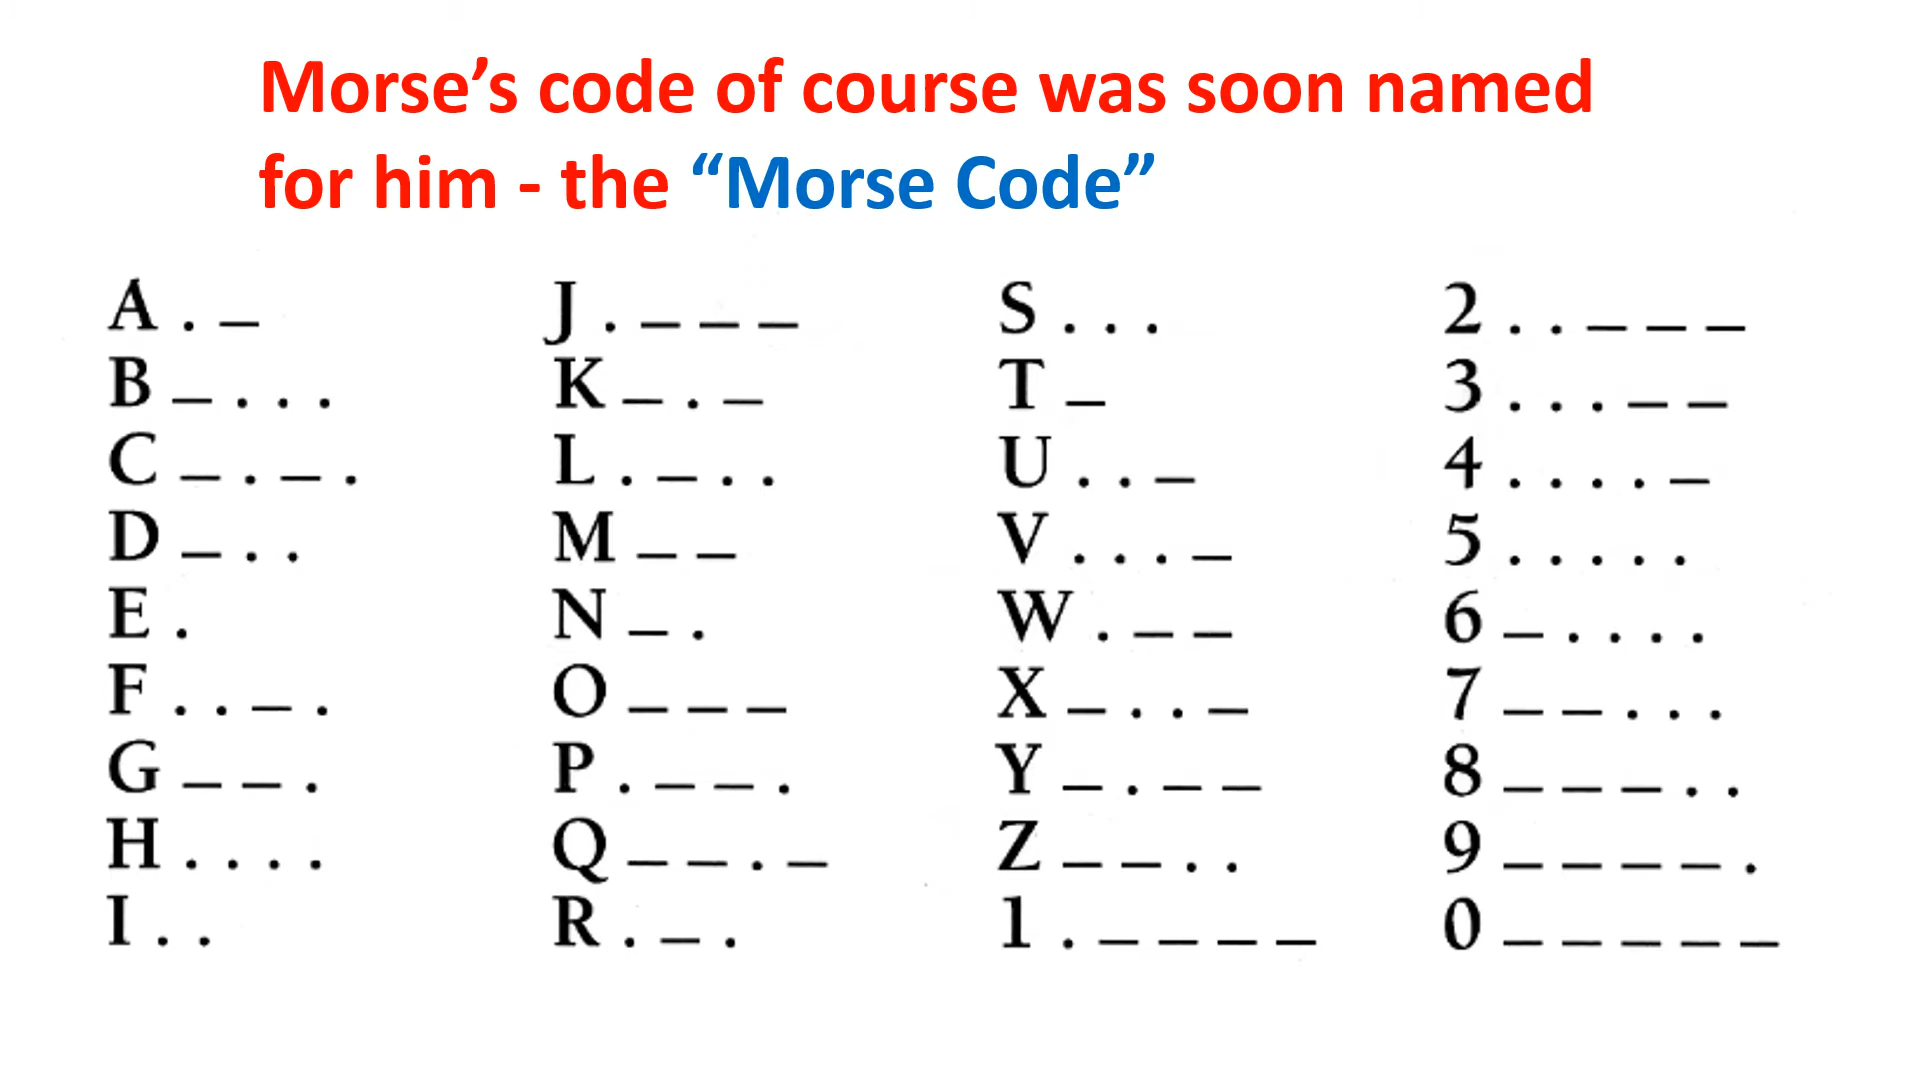 Morse’s code of course was soon named
for him - the “Morse Code”
A . _
B _ . . .
C _ . _ .
D _ . .
E .
F . . _ .
G _ _ .
H . . . .
I . .
J . _ _ _
K _ . _
L . _ . .
M _ _
N _ .
O _ _ _
P . _ _ .
Q _ _ . _
R . _ .
S . . .
T _
U . . _
V . . . _
W . _ _
X _ . . _
Y _ . _ _
Z _ _ . .
1 . _ _ _ _
2 . . _ _ _
3 . . . _ _
4 . . . . _
5 . . . . .
6 _ . . . .
7 _ _ . . .
8 _ _ _ . .
9 _ _ _ _ .
0 _ _ _ _ _